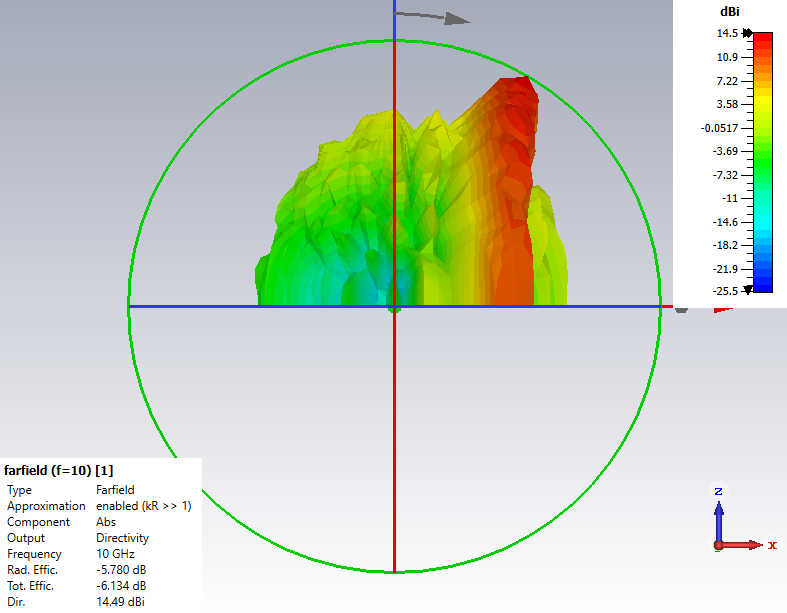 dBi
14.5
10.9
7.22
3.58
-0.0517
-3.69
-7.32
-11
-14.6
-18.2
-21.9
-25.5
farfield (f=10) [1]
Type Farfield
Approximation enabled (kR >> 1)
Component Abs
Output Directivity
Frequency 10 GHz
Rad. Effic. -5.780 dB
Tot. Effic. -6.134 dB
Dir. 14.49 dBi
z
x